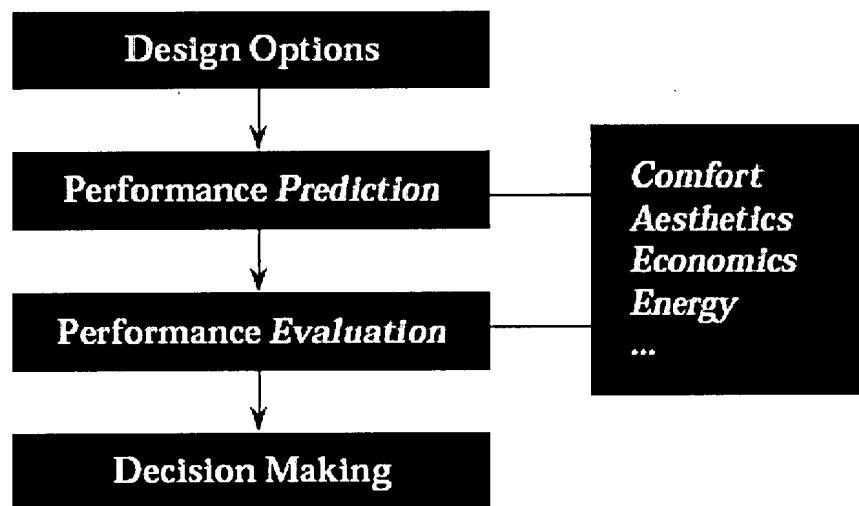 Design Options
Performance Prediction
Performance Evaluation
Decision Making
Comfort
Aesthetics
Economics
Energy
...